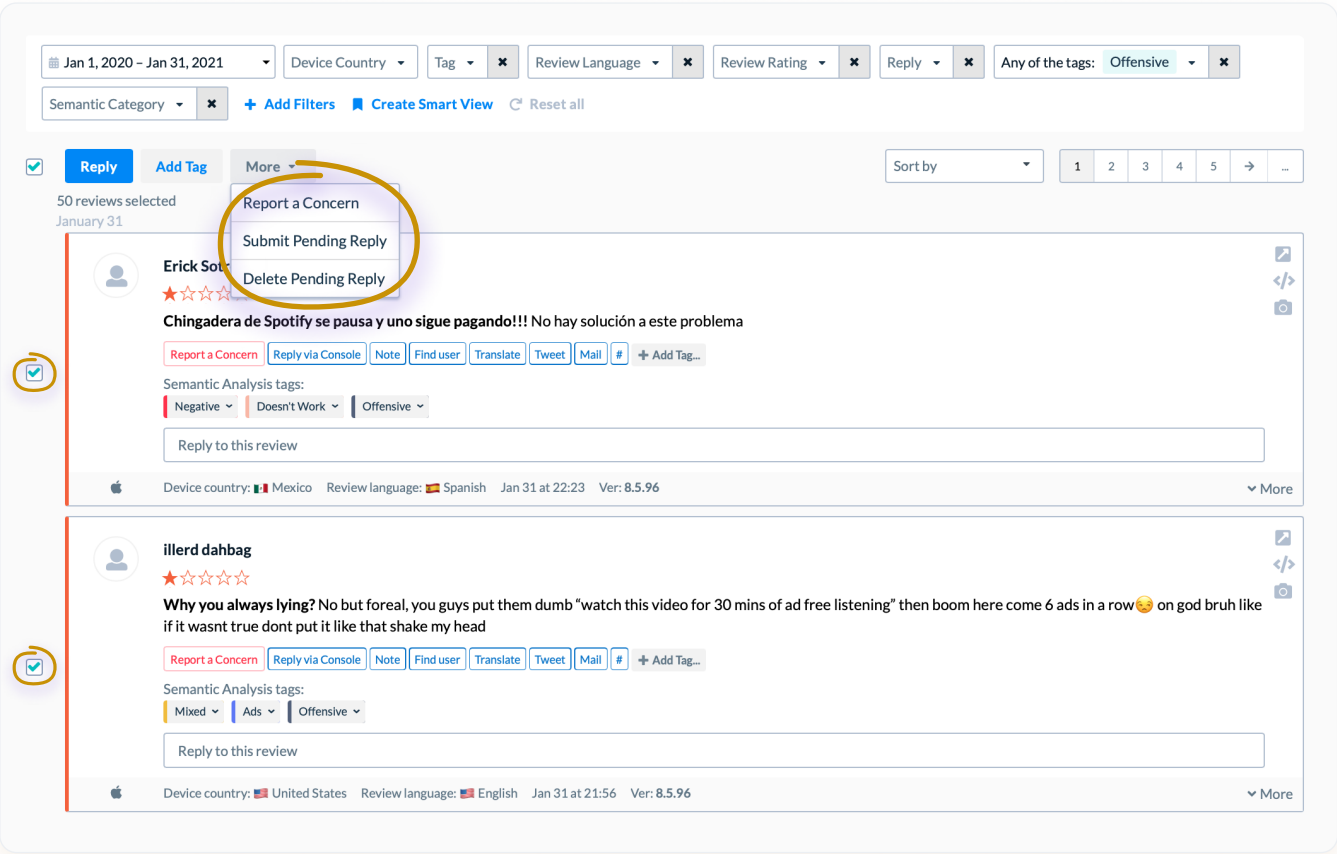 Jan 1, 2020 – Jan 31, 2021 Device Country Tag Review Language Review Rating Reply Any of the tags: Offensive
Semantic Category Add Filters Create Smart View Reset all
Reply Add Tag More Sort by 1 2 3 4 5 → ...
50 reviews selected
January 31
Report a Concern
Submit Pending Reply
Delete Pending Reply
Erick
Chingadera de Spotify se pausa y uno sigue pagando!!! No hay solución a este problema
Report a Concern Reply via Console Note Find user Translate Tweet Mail # + Add Tag...
Semantic Analysis tags:
Negative Doesn't Work Offensive
Reply to this review
Device country: 🇲🇽 Mexico Review language: 🇪🇸 Spanish Jan 31 at 22:23 Ver: 8.5.96 More
illerd dahbag
Why you always lying? No but foreal, you guys put them dumb “watch this video for 30 mins of ad free listening” then boom here come 6 ads in a row😒 on god bruh like
if it wasnt true dont put it like that shake my head
Report a Concern Reply via Console Note Find user Translate Tweet Mail # + Add Tag...
Semantic Analysis tags:
Mixed Ads Offensive
Reply to this review
Device country: 🇺🇸 United States Review language: 🇺🇸 English Jan 31 at 21:56 Ver: 8.5.96 More